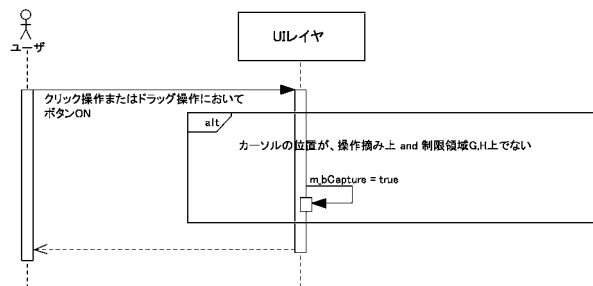 UIレイヤ
ユーザ
クリック操作またはドラッグ操作において
ボタンON
alt
カーソルの位置が、操作摘み上 and 制限領域G,H上でない
m_bCapture = true